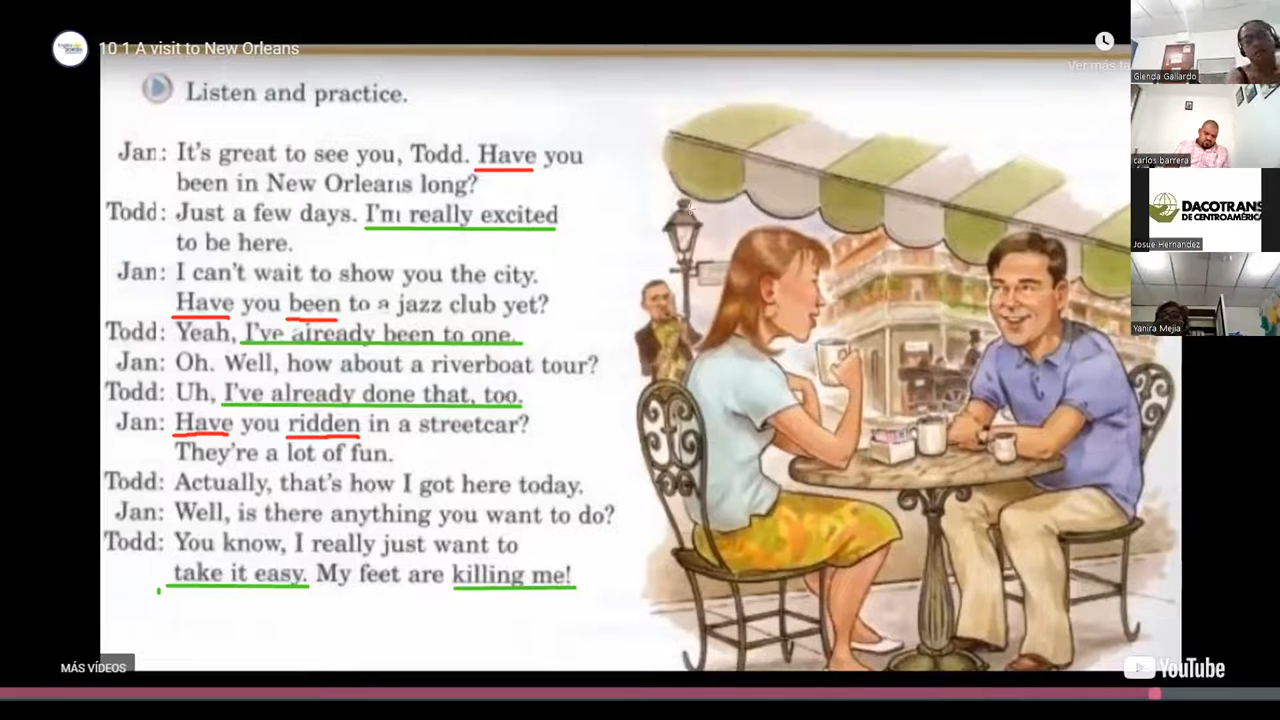 10 1 A visit to New Orleans
Ver más ta
Listen and practice.
Jan: It's great to see you, Todd. Have you
been in New Orleans long?
Todd: Just a few days. I'm really excited
to be here.
Jan: I can't wait to show you the city.
Have you been to a jazz club yet?
Todd: Yeah, I've already been to one.
Jan: Oh. Well, how about a riverboat tour?
Todd: Uh, I've already done that, too.
Jan: Have you ridden in a streetcar?
They're a lot of fun.
Todd: Actually, that's how I got here today.
Jan: Well, is there anything you want to do?
Todd: You know, I really just want to
take it easy. My feet are killing me!
MÁS VÍDEOS
YouTube
Glenda Gallardo
carlos barrera
DACOTRANS
DE CENTROAMÉRICA
Josue Hernandez
Yanira Mejia